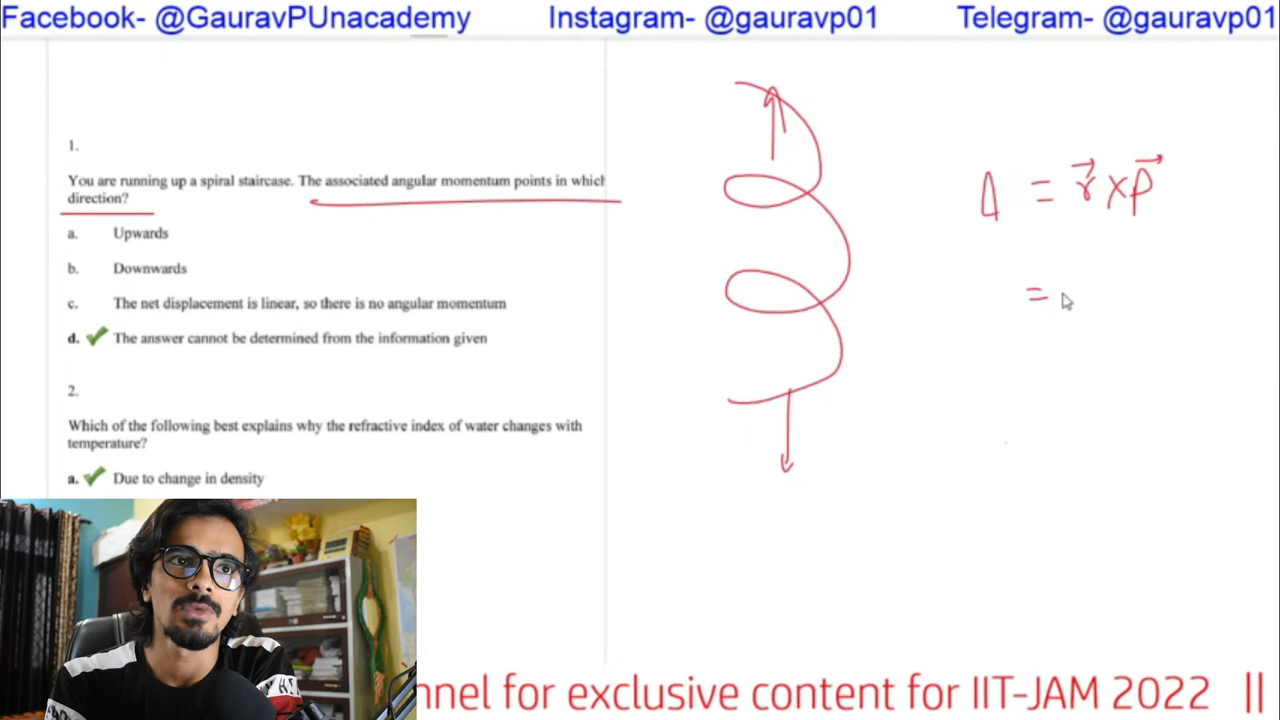 Facebook- @GauravPUnacademy Instagram- @gauravp01 Telegram- @gauravp01
1.
You are running up a spiral staircase. The associated angular momentum points in which
direction?
a. Upwards
b. Downwards
c. The net displacement is linear, so there is no angular momentum
d. The answer cannot be determined from the information given
2.
Which of the following best explains why the refractive index of water changes with
temperature?
a. Due to change in density
= r × p
=
for exclusive content for IIT-JAM 2022 ||